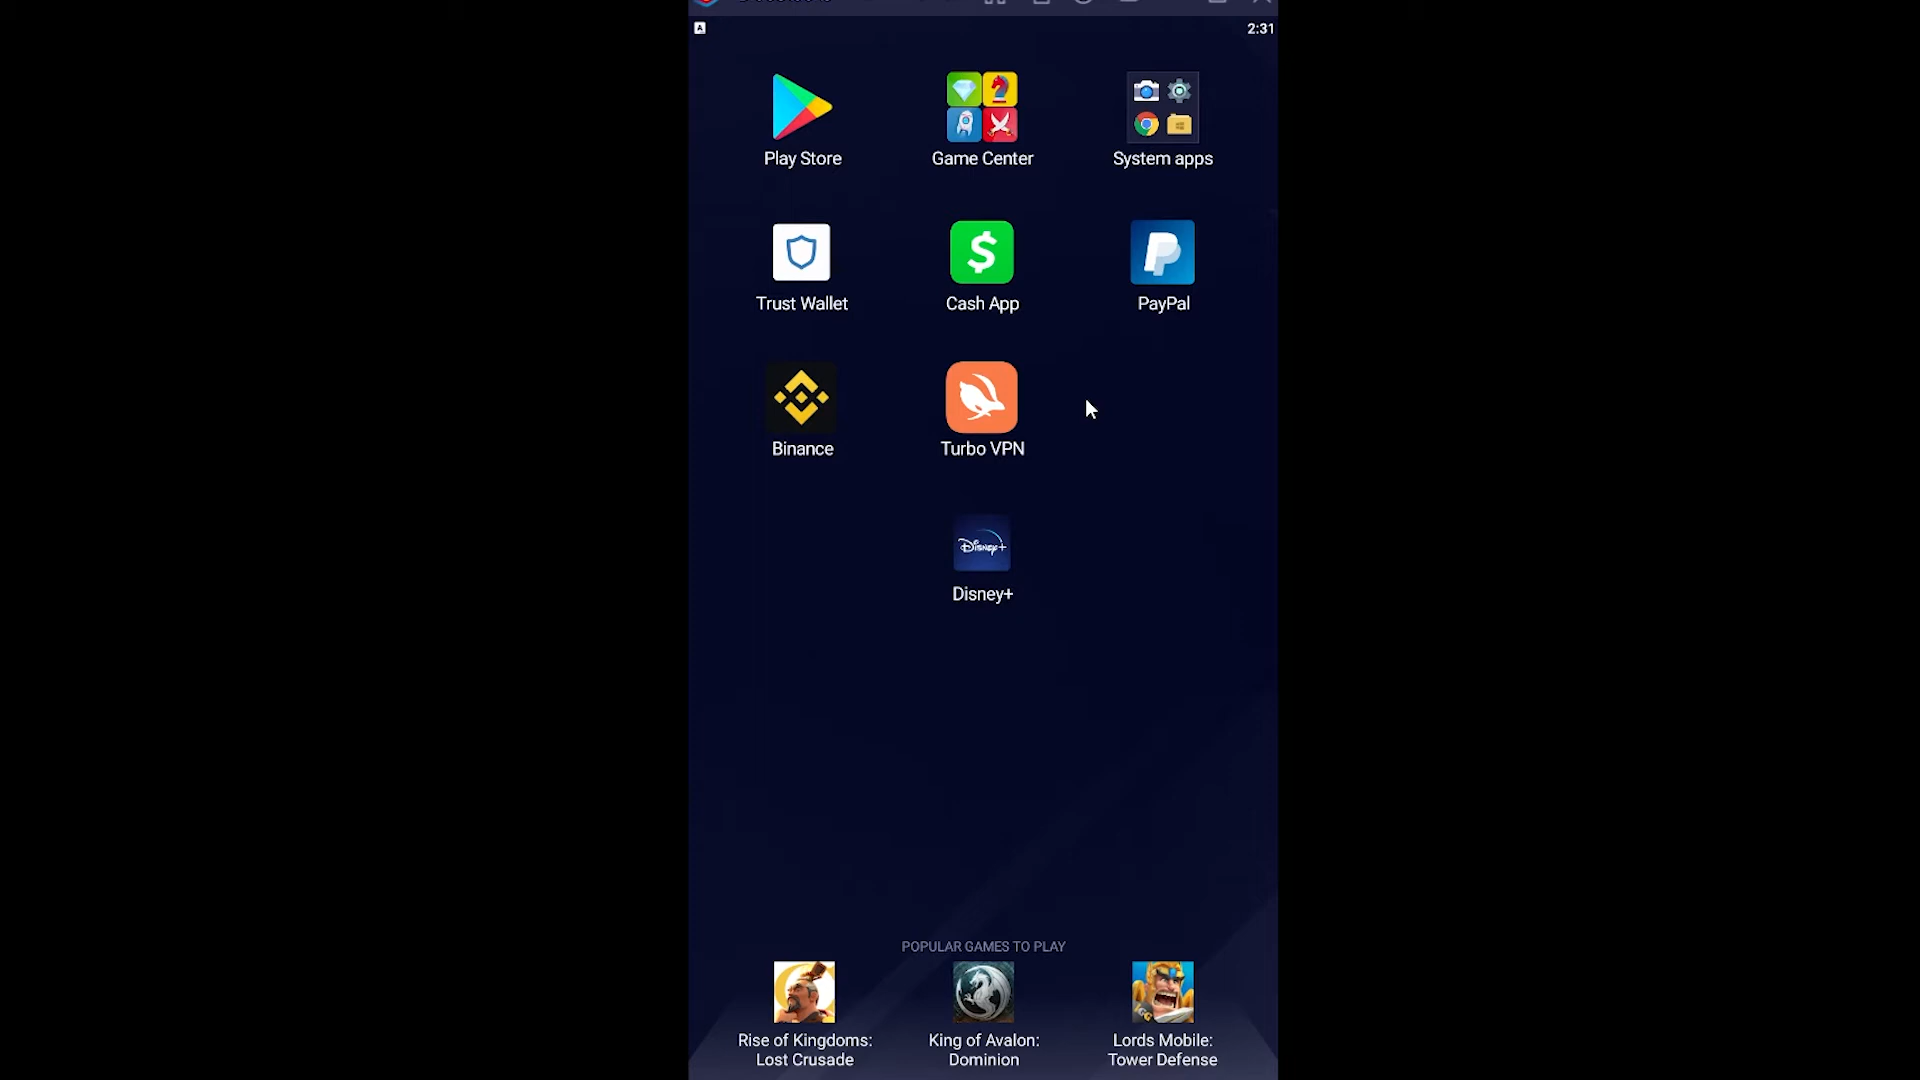 2:31
Play Store
Game Center
System apps
Trust Wallet
Cash App
PayPal
Binance
Turbo VPN
Disney+
Disney+
POPULAR GAMES TO PLAY
Rise of Kingdoms:
Lost Crusade
King of Avalon:
Dominion
IGG
Lords Mobile:
Tower Defense